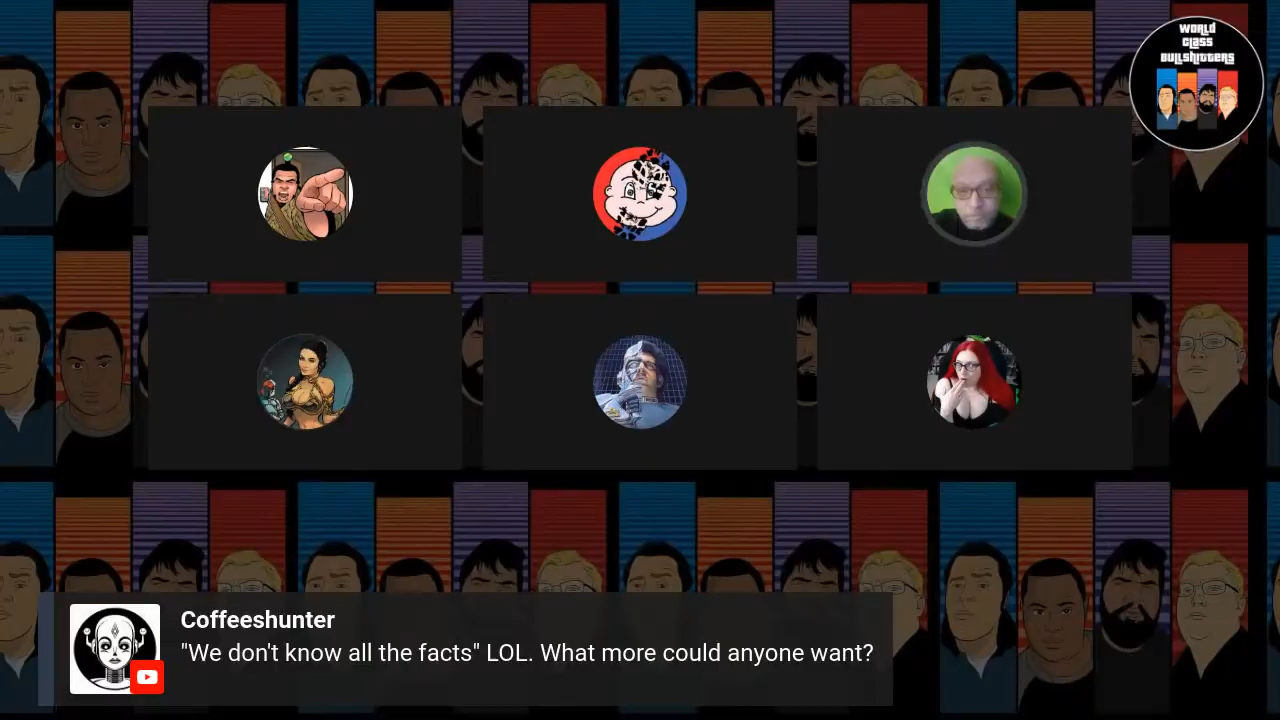 WORLD
CLASS
BULLSHITTERS
Coffeeshunter
"We don't know all the facts" LOL. What more could anyone want?